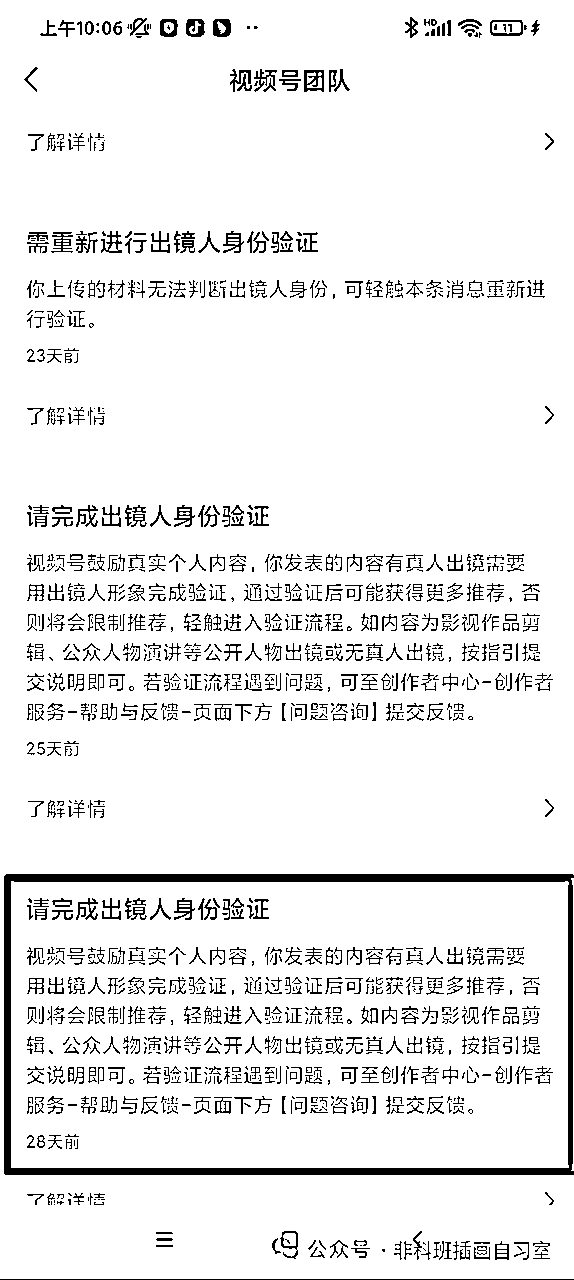 上午10:06
HD
11
视频号团队
了解详情
需重新进行出镜人身份验证
你上传的材料无法判断出镜人身份，可轻触本条消息重新进
行验证。
23天前
了解详情
请完成出镜人身份验证
视频号鼓励真实个人内容，你发表的内容有真人出镜需要
用出镜人形象完成验证，通过验证后可能获得更多推荐，否
则将会限制推荐，轻触进入验证流程。如内容为影视作品剪
辑、公众人物演讲等公开人物出镜或无真人出镜，按指引提
交说明即可。若验证流程遇到问题，可至创作者中心-创作者
服务-帮助与反馈-页面下方【问题咨询】提交反馈。
25天前
了解详情
请完成出镜人身份验证
视频号鼓励真实个人内容，你发表的内容有真人出镜需要
用出镜人形象完成验证，通过验证后可能获得更多推荐，否
则将会限制推荐，轻触进入验证流程。如内容为影视作品剪
辑、公众人物演讲等公开人物出镜或无真人出镜，按指引提
交说明即可。若验证流程遇到问题，可至创作者中心-创作者
服务-帮助与反馈-页面下方【问题咨询】提交反馈。
28天前
了解详情
公众号·非科班插画自习室